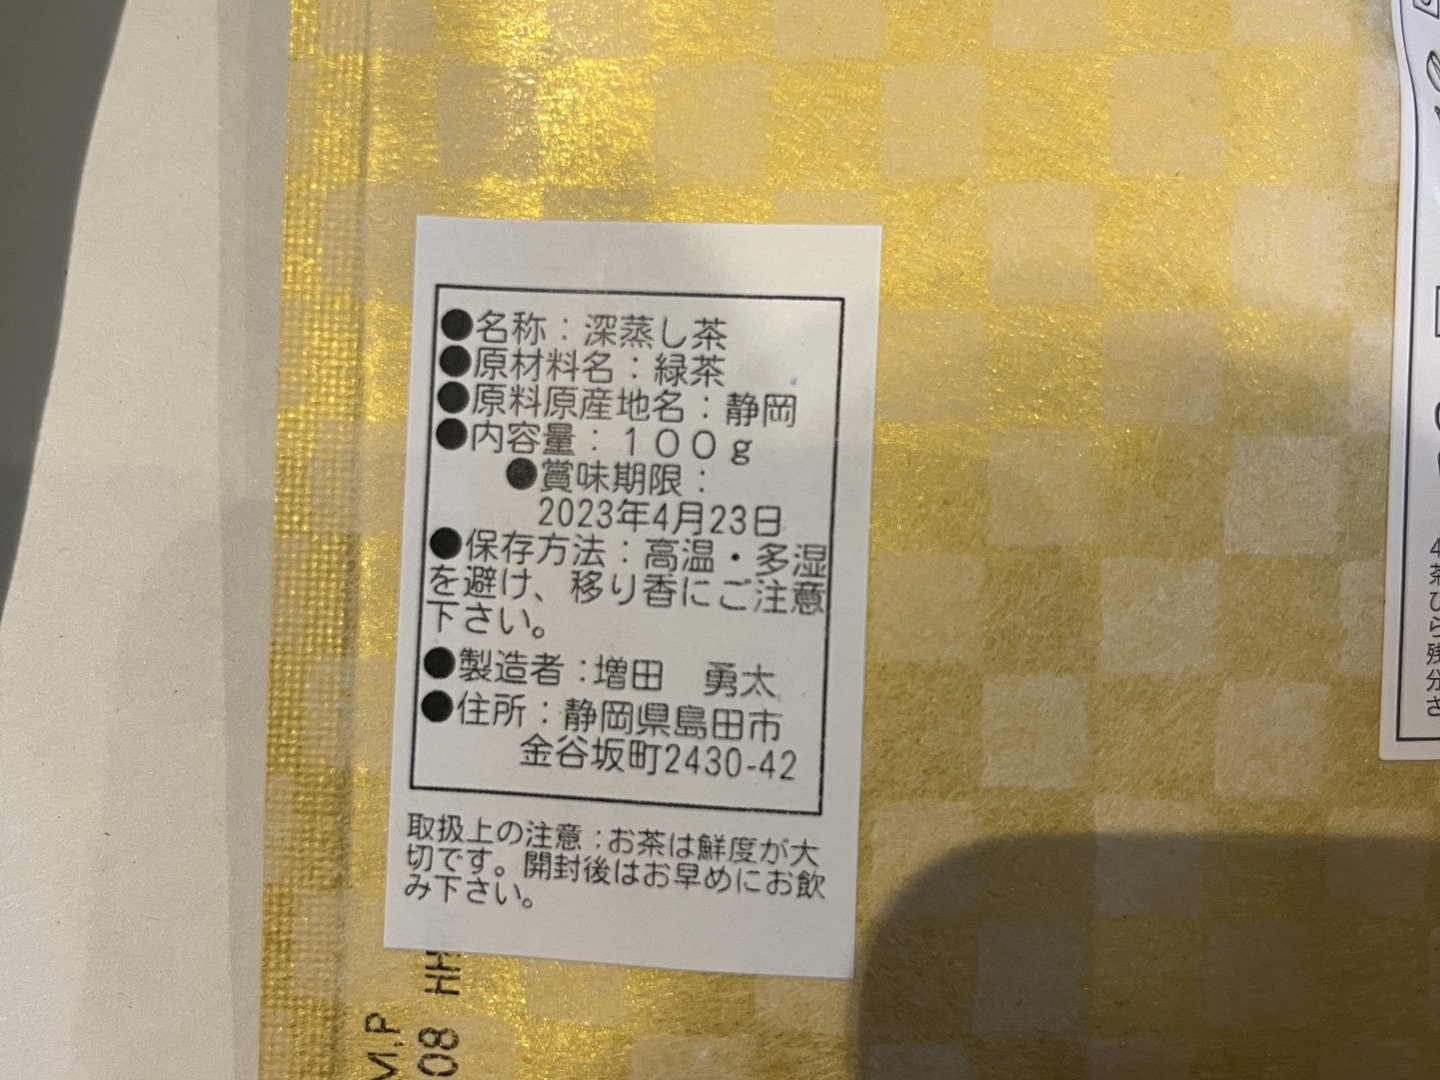 ●名称：深蒸し茶
●原材料名：緑茶
●原料原産地名：静岡
●内容量：１００ｇ
●賞味期限：
2023年4月23日
●保存方法：高温・多湿
を避け、移り香にご注意
下さい。
●製造者：増田　勇太
●住所：静岡県島田市
金谷坂町2430-42
取扱上の注意：お茶は鮮度が大
切です。開封後はお早めにお飲
み下さい。
M.P
08